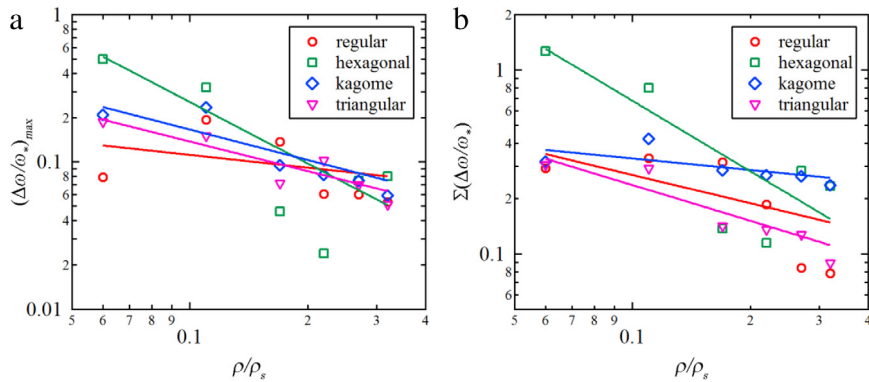 a
1
8
6
4
2
0.1
8
6
4
2
0.01
(Δω/ω*)max
5
6
7
8
9
0.1
2
3
4
ρ/ρs
regular
hexagonal
kagome
triangular
b
2
1
8
6
4
2
0.1
8
6
Σ(Δω/ω*)
5
6
7
8
9
0.1
2
3
4
ρ/ρs
regular
hexagonal
kagome
triangular